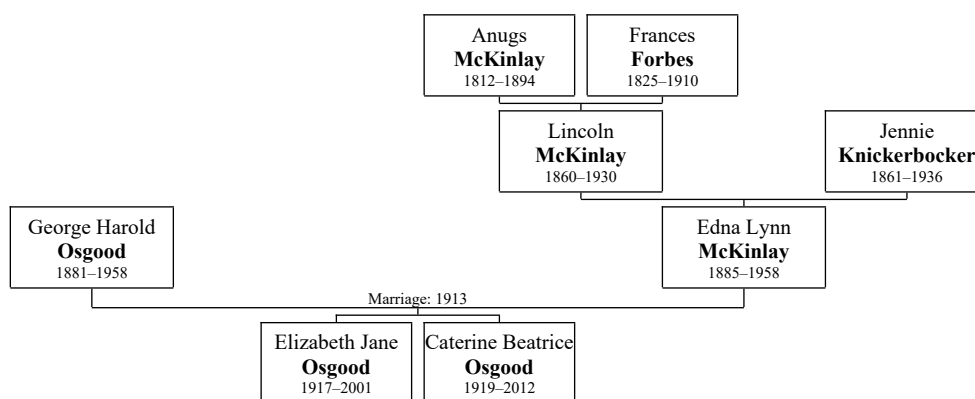 Anugs
McKinlay
1812–1894
Frances
Forbes
1825–1910
Lincoln
McKinlay
1860–1930
Jennie
Knickerbocker
1861–1936
George Harold
Osgood
1881–1958
Edna Lynn
McKinlay
1885–1958
Marriage: 1913
Elizabeth Jane
Osgood
1917–2001
Caterine Beatrice
Osgood
1919–2012